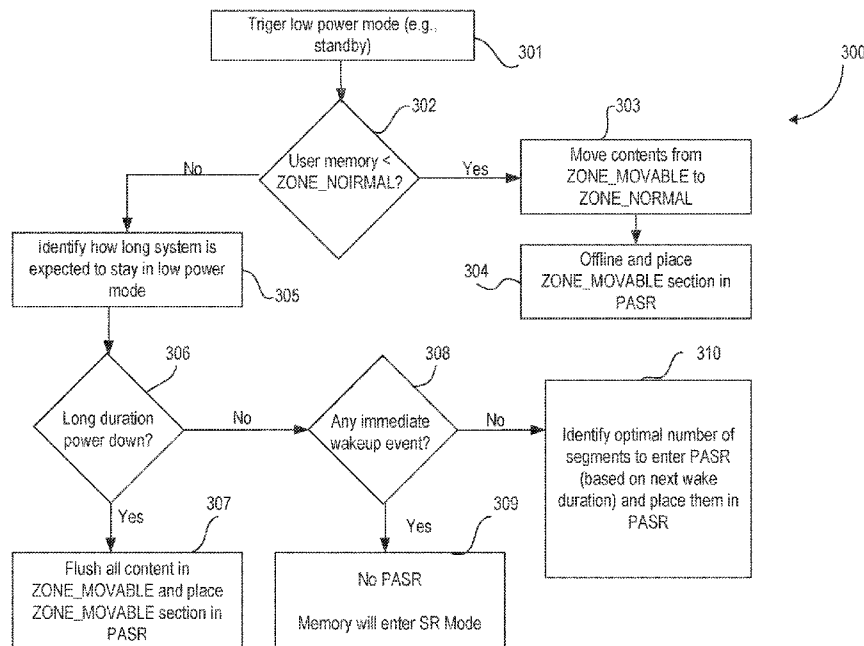 Triger low power mode (e.g.,
standby)
301
300
302
303
User memory <
ZONE_NOIRMAL?
No
Yes
Move contents from
ZONE_MOVABLE to
ZONE_NORMAL
identify how long system is
expected to stay in low power
mode
305
304
Offline and place
ZONE_MOVABLE section in
PASR
306
308
310
Long duration
power down?
No
Any immediate
wakeup event?
No
Identify optimal number of
segments to enter PASR
(based on next wake
duration) and place them in
PASR
Yes
307
Yes
309
Flush all content in
ZONE_MOVABLE and place
ZONE_MOVABLE section in
PASR
No PASR
Memory will enter SR Mode